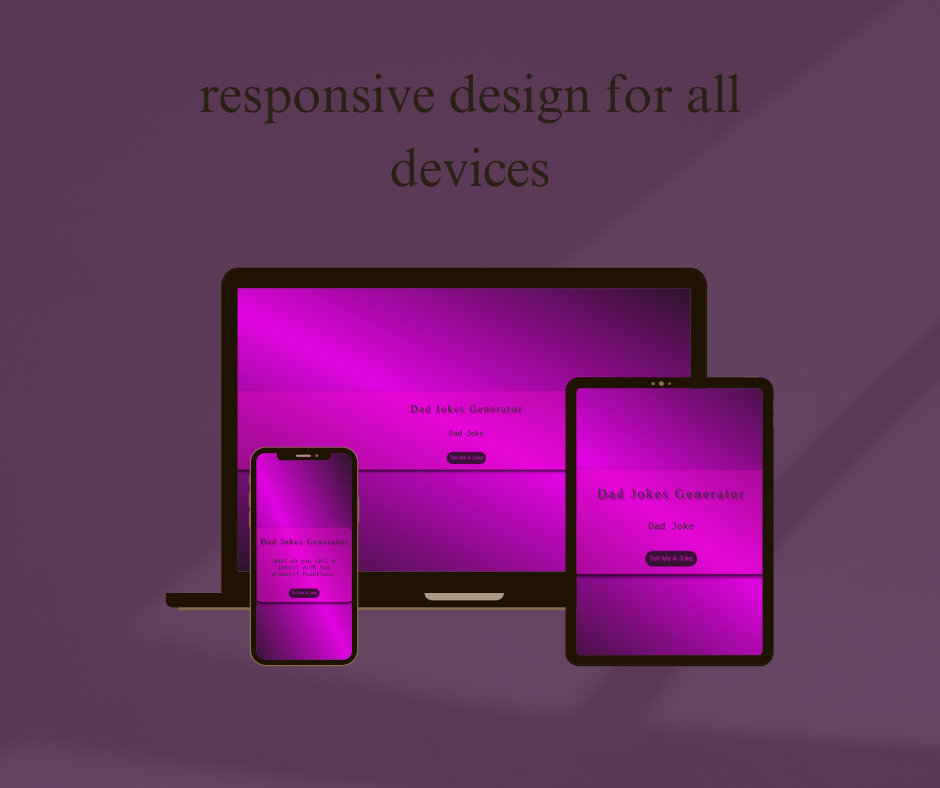 responsive design for all
devices
Dad Jokes Generator
Dad Joke
Tell Me A Joke
Dad Jokes Generator
What do you call a
pencil with two
erasers? Pointless.
Tell Me A Joke
Dad Jokes Generator
Dad Joke
Tell Me A Joke